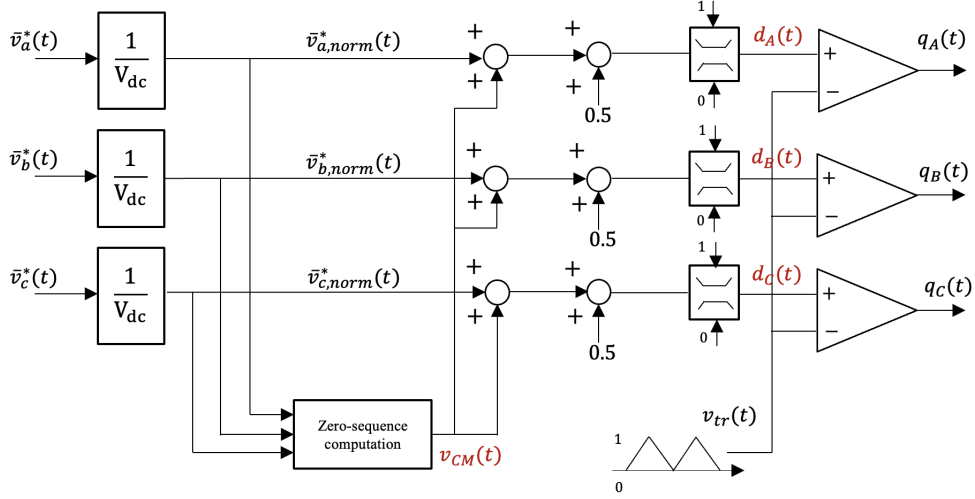 v̄*a(t) 1/Vdc v̄*a,norm(t) + + + + 0.5 1 0 dA(t) + − qA(t)
v̄*b(t) 1/Vdc v̄*b,norm(t) + + + + 0.5 1 0 dB(t) + − qB(t)
v̄*c(t) 1/Vdc v̄*c,norm(t) + + + + 0.5 1 0 dC(t) + − qC(t)
Zero-sequence
computation
vCM(t)
vtr(t)
1
0